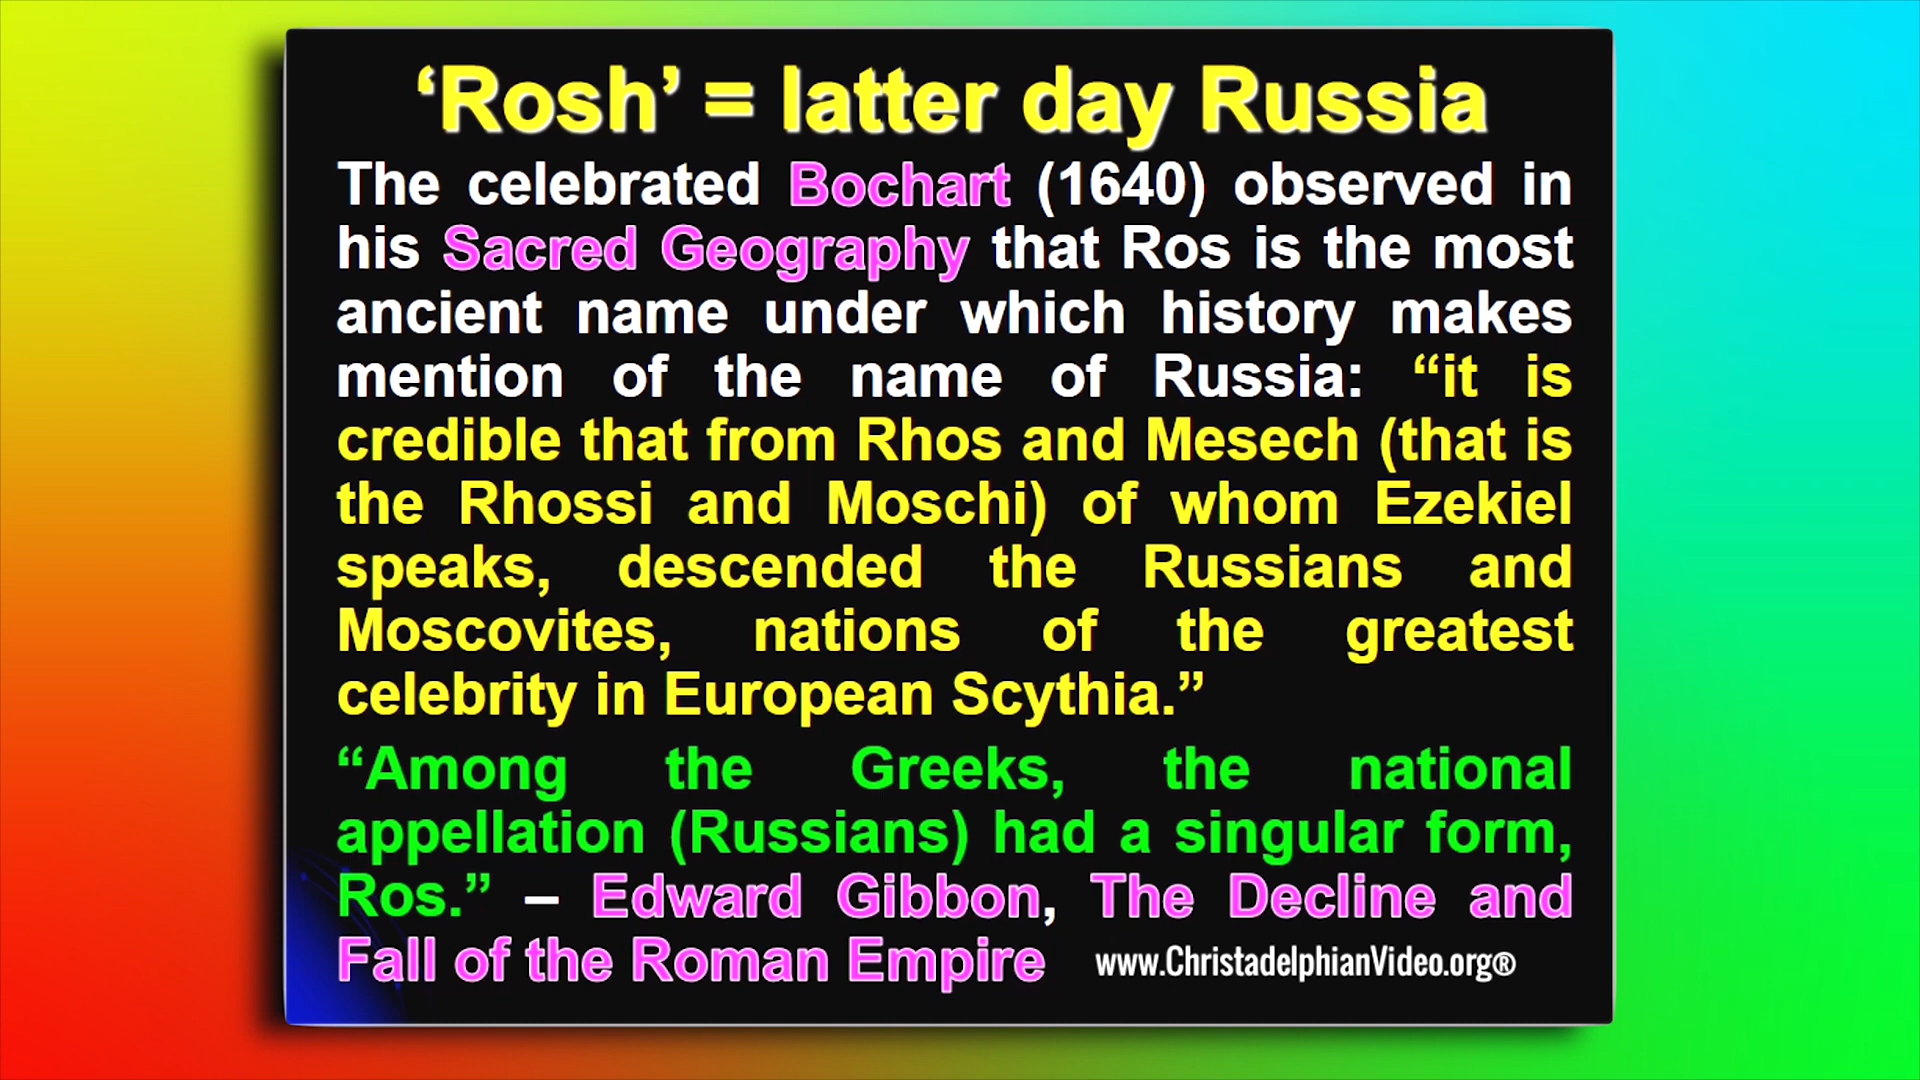 ‘Rosh’ = latter day Russia
The celebrated Bochart (1640) observed in
his Sacred Geography that Ros is the most
ancient name under which history makes
mention of the name of Russia: “it is
credible that from Rhos and Mesech (that is
the Rhossi and Moschi) of whom Ezekiel
speaks, descended the Russians and
Moscovites, nations of the greatest
celebrity in European Scythia.”
“Among the Greeks, the national
appellation (Russians) had a singular form,
Ros.” – Edward Gibbon, The Decline and
Fall of the Roman Empire www.ChristadelphianVideo.org®